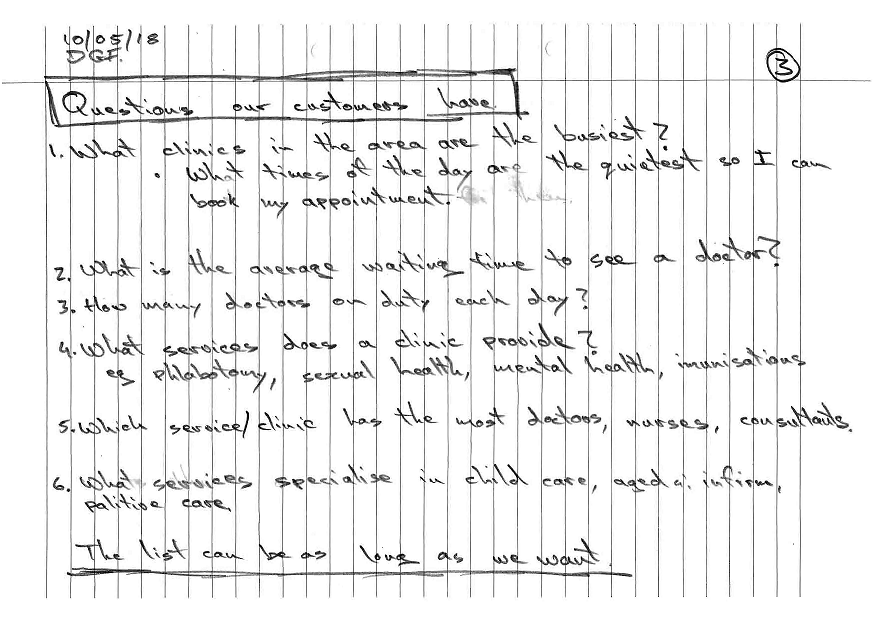 10/05/18
DGF.
3
Questions our customers have.
1. What clinics in the area are the busiest?
• What times of the day are the quietest so I can
book my appointment.
2. What is the average waiting time to see a doctor?
3. How many doctors on duty each day?
4. What services does a clinic provide?
eg phlabotomy, sexual health, mental health, imunisations
5. Which service/clinic has the most doctors, nurses, consultants.
6. What services specialise in child care, aged infirm,
palitive care,
The list can be as long as we want.